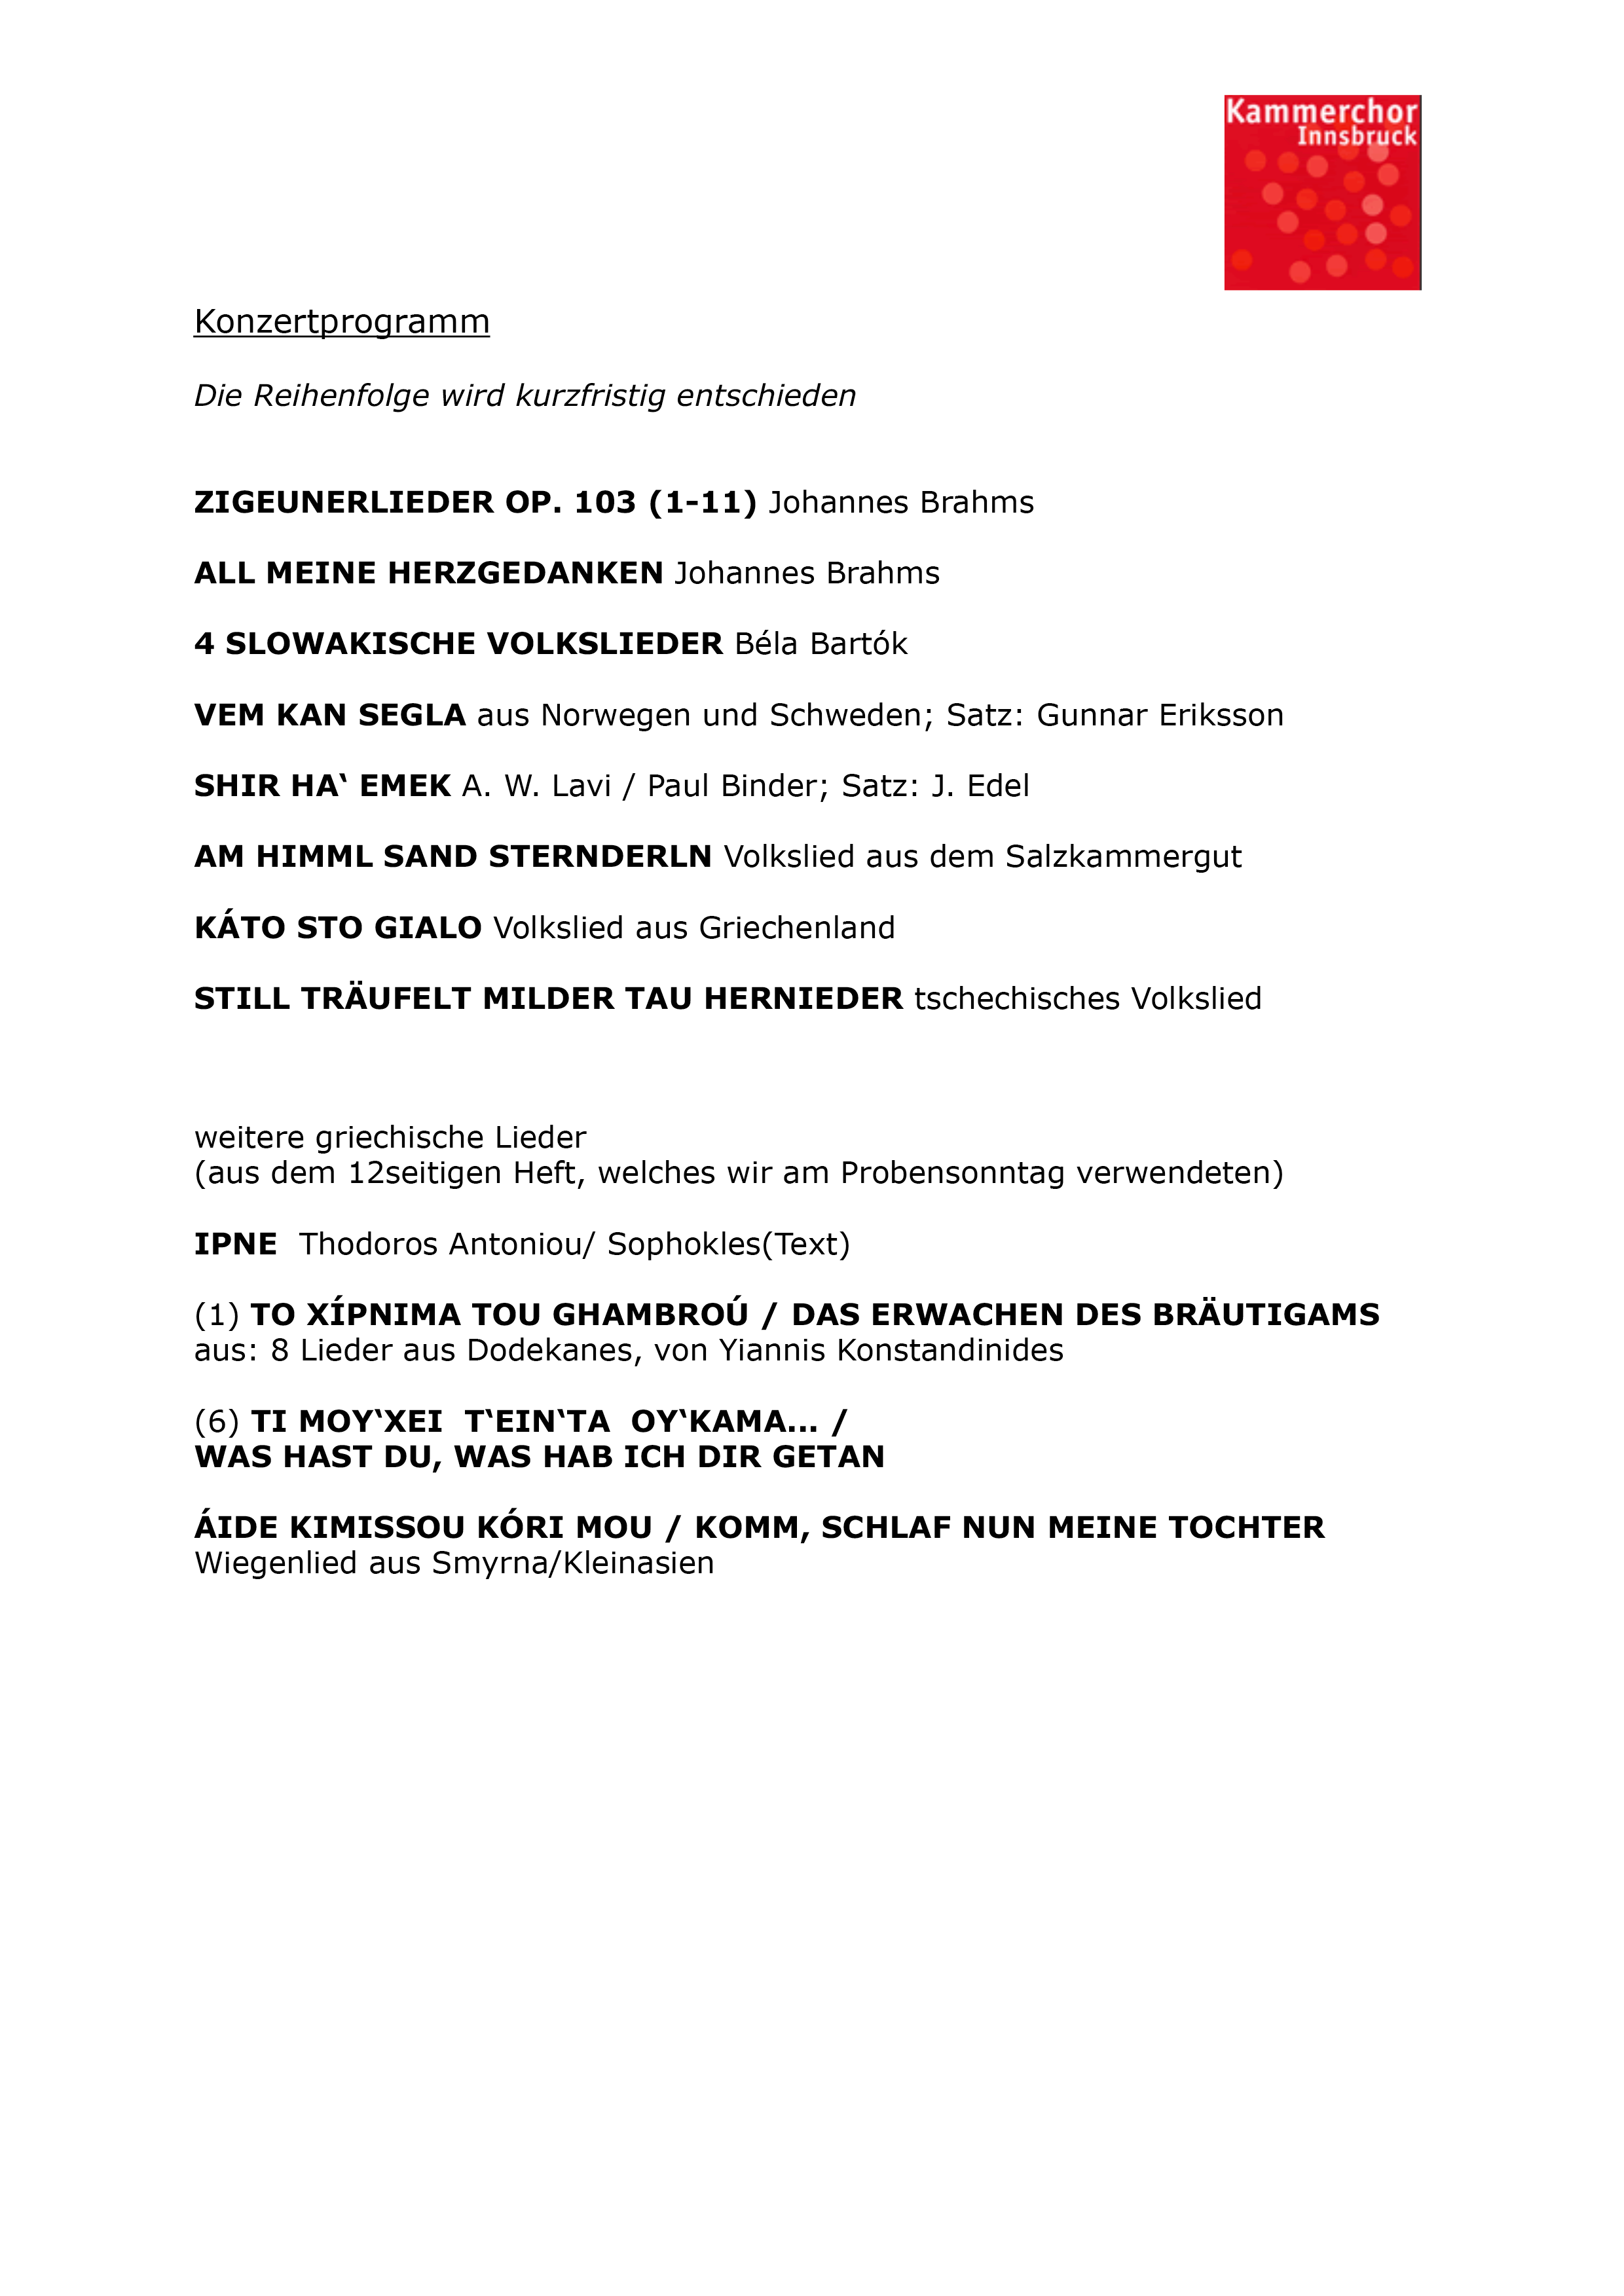 Kammerchor
Innsbruck
Konzertprogramm
Die Reihenfolge wird kurzfristig entschieden
ZIGEUNERLIEDER OP. 103 (1-11) Johannes Brahms
ALL MEINE HERZGEDANKEN Johannes Brahms
4 SLOWAKISCHE VOLKSLIEDER Béla Bartók
VEM KAN SEGLA aus Norwegen und Schweden; Satz: Gunnar Eriksson
SHIR HA‛ EMEK A. W. Lavi / Paul Binder; Satz: J. Edel
AM HIMML SAND STERNDERLN Volkslied aus dem Salzkammergut
KÁTO STO GIALO Volkslied aus Griechenland
STILL TRÄUFELT MILDER TAU HERNIEDER tschechisches Volkslied
weitere griechische Lieder
(aus dem 12seitigen Heft, welches wir am Probensonntag verwendeten)
IPNE  Thodoros Antoniou/ Sophokles(Text)
(1) TO XÍPNIMA TOU GHAMBROÚ / DAS ERWACHEN DES BRÄUTIGAMS
aus: 8 Lieder aus Dodekanes, von Yiannis Konstandinides
(6) TI MOY‛XEI  T‛EIN‛TA  OY‛KAMA… /
WAS HAST DU, WAS HAB ICH DIR GETAN
ÁIDE KIMISSOU KÓRI MOU / KOMM, SCHLAF NUN MEINE TOCHTER
Wiegenlied aus Smyrna/Kleinasien